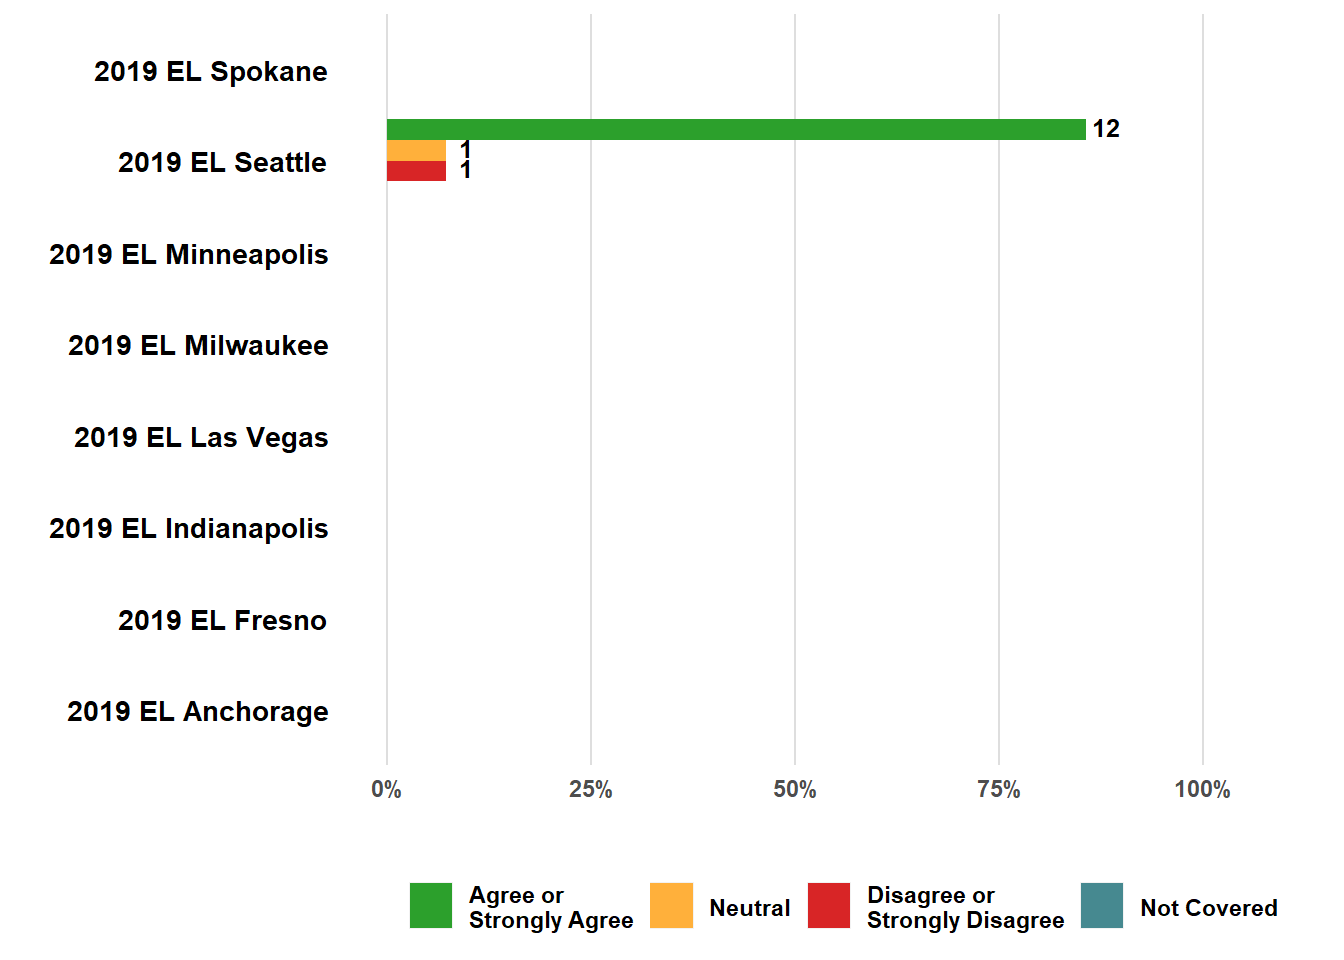 2019 EL Spokane
12
1
2019 EL Seattle
1
2019 EL Minneapolis
2019 EL Milwaukee
2019 EL Las Vegas
2019 EL Indianapolis
2019 EL Fresno
2019 EL Anchorage
0% 25% 50% 75% 100%
Agree or
Strongly Agree
Neutral
Disagree or
Strongly Disagree
Not Covered